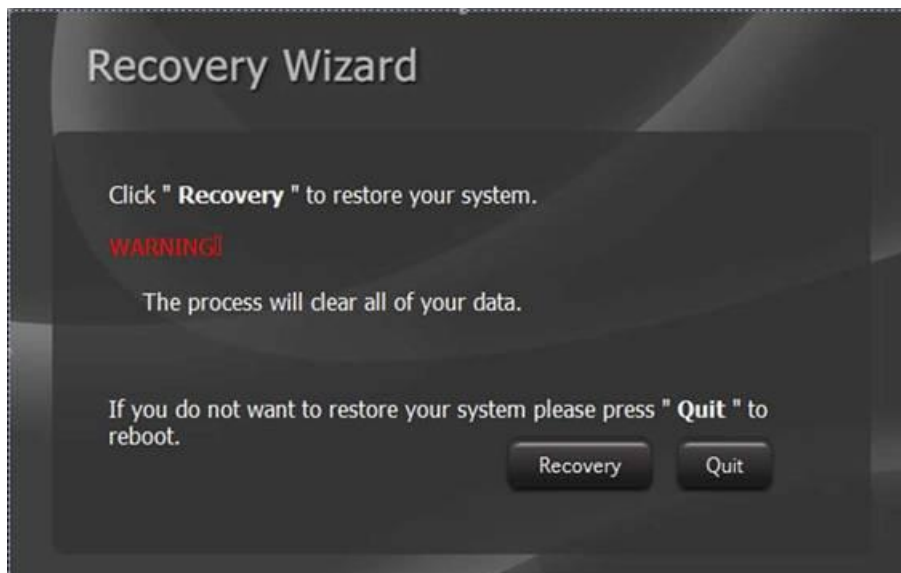 Recovery Wizard
Click " Recovery " to restore your system.
WARNING
The process will clear all of your data.
If you do not want to restore your system please press " Quit " to
reboot.
Recovery
Quit